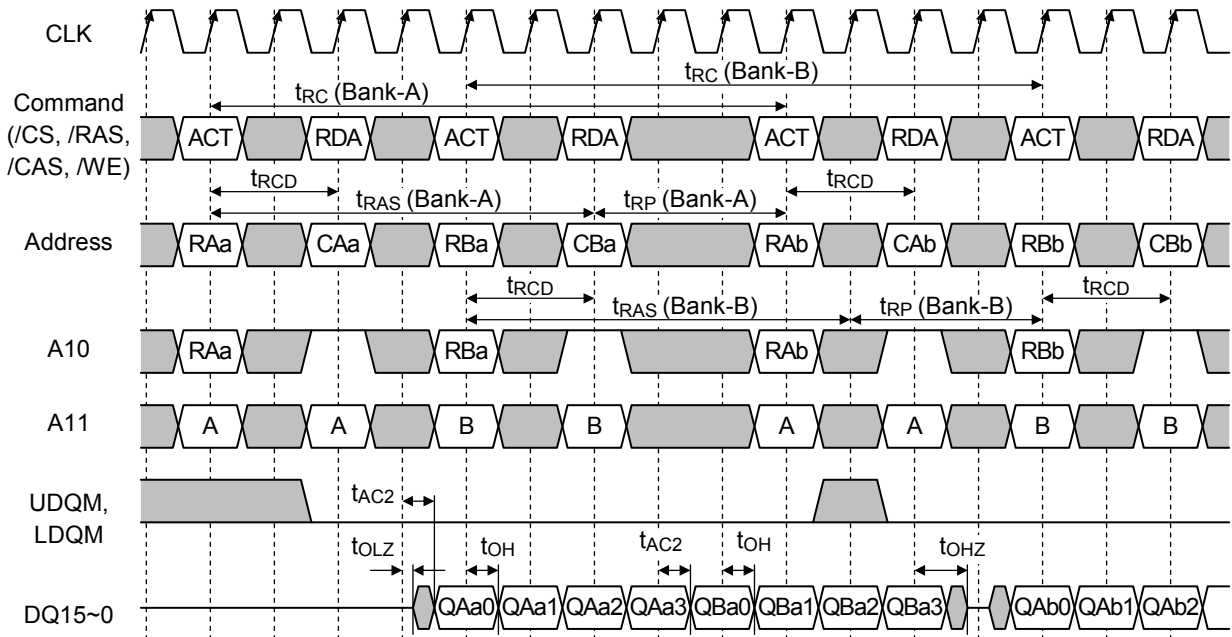 CLK
tRC (Bank-B)
tRC (Bank-A)
Command
(/CS, /RAS,
/CAS, /WE)
ACT RDA ACT RDA ACT RDA ACT RDA
tRCD tRCD
tRAS (Bank-A) tRP (Bank-A)
Address RAa CAa RBa CBa RAb CAb RBb CBb
tRCD tRCD
tRAS (Bank-B) tRP (Bank-B)
A10 RAa RBa RAb RBb
A11 A A B B A A B B
UDQM,
LDQM
tAC2
tOLZ tOH tAC2 tOH tOHZ
DQ15~0 QAa0 QAa1 QAa2 QAa3 QBa0 QBa1 QBa2 QBa3 QAb0 QAb1 QAb2